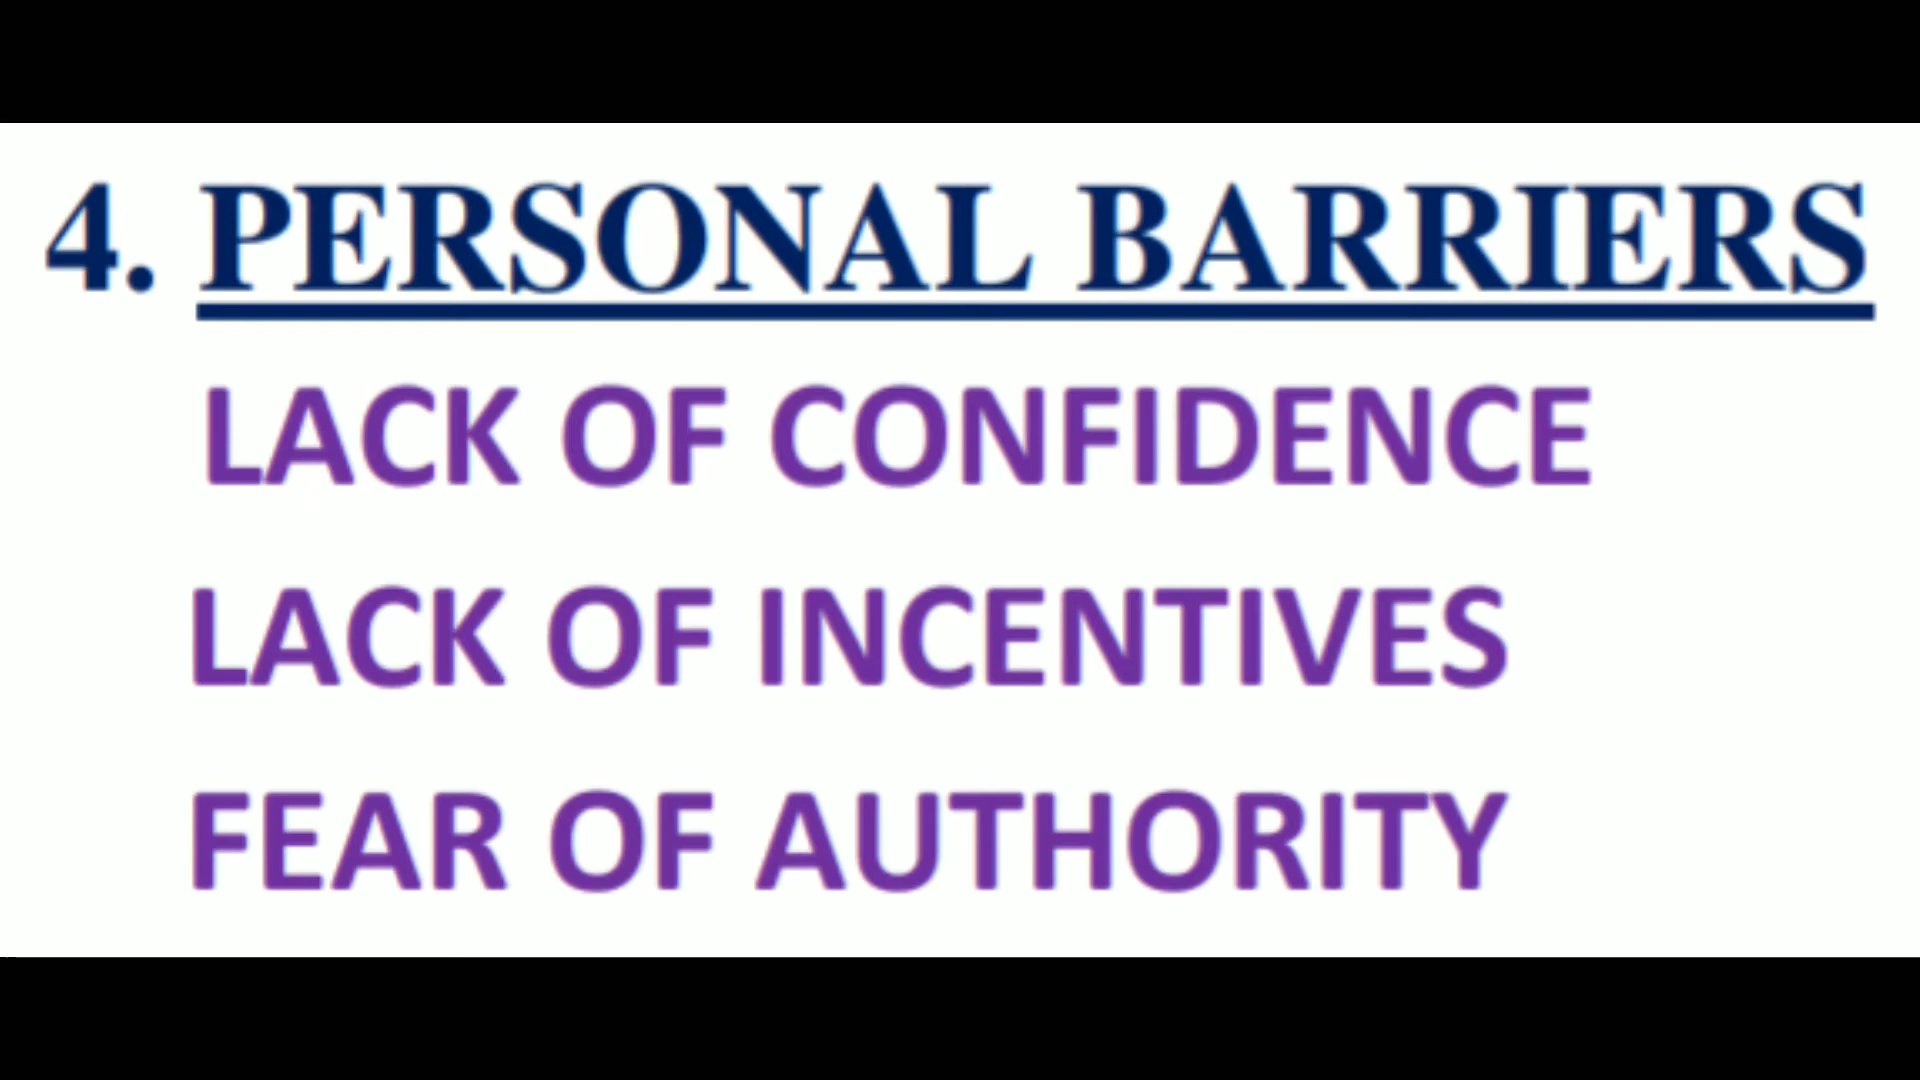 4. PERSONAL BARRIERS
LACK OF CONFIDENCE
LACK OF INCENTIVES
FEAR OF AUTHORITY